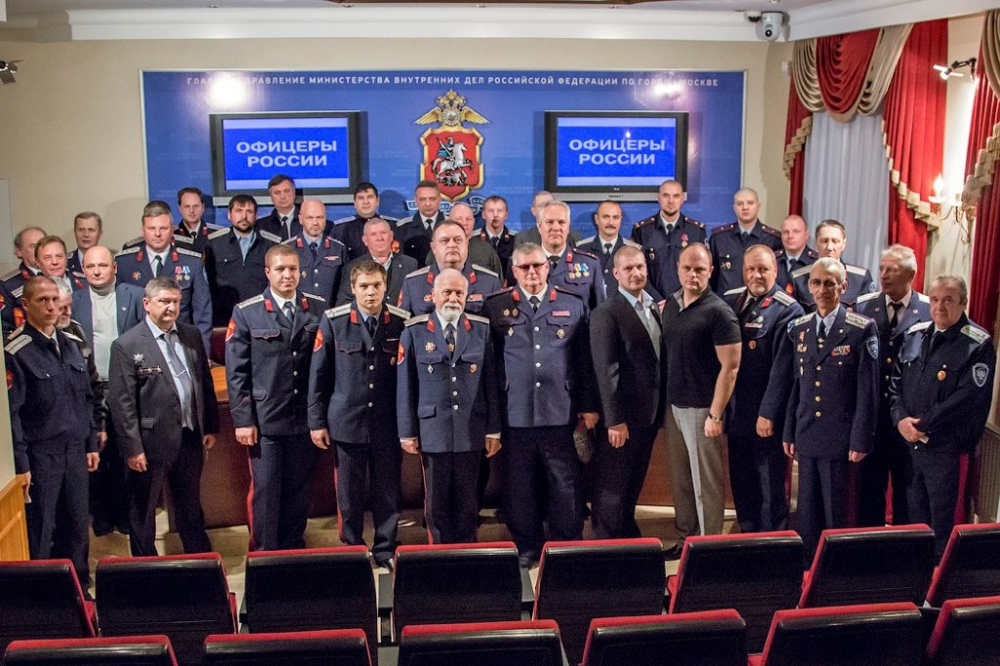 ГЛАВНОЕ УПРАВЛЕНИЕ МИНИСТЕРСТВА ВНУТРЕННИХ ДЕЛ РОССИЙСКОЙ ФЕДЕРАЦИИ ПО ГОРОДУ МОСКВЕ
ОФИЦЕРЫ
РОССИИ
ОФИЦЕРЫ
РОССИИ